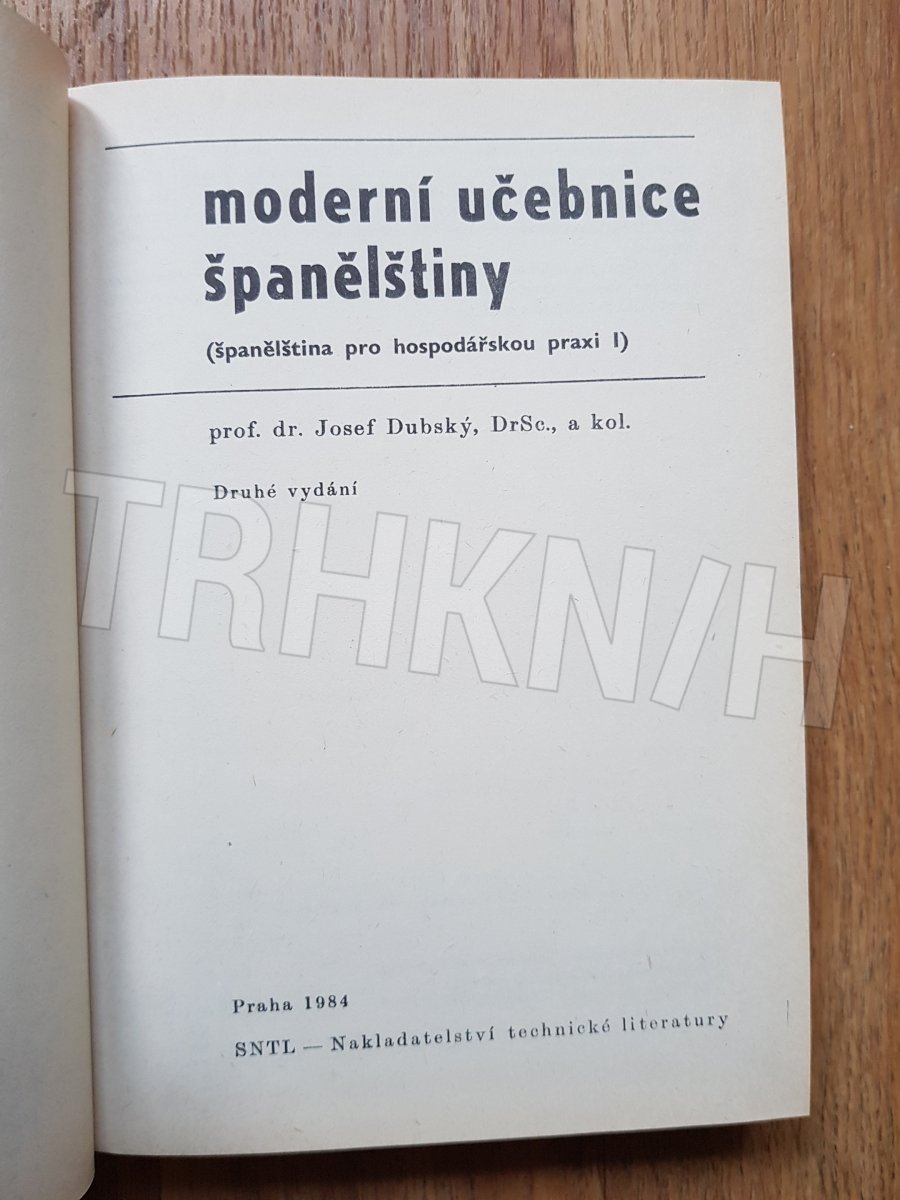 moderní učebnice
španělštiny
(španělština pro hospodářskou praxi I)
prof. dr. Josef Dubský, DrSc., a kol.
Druhé vydání
TRHKN/H
Praha 1984
SNTL — Nakladatelství technické literatury